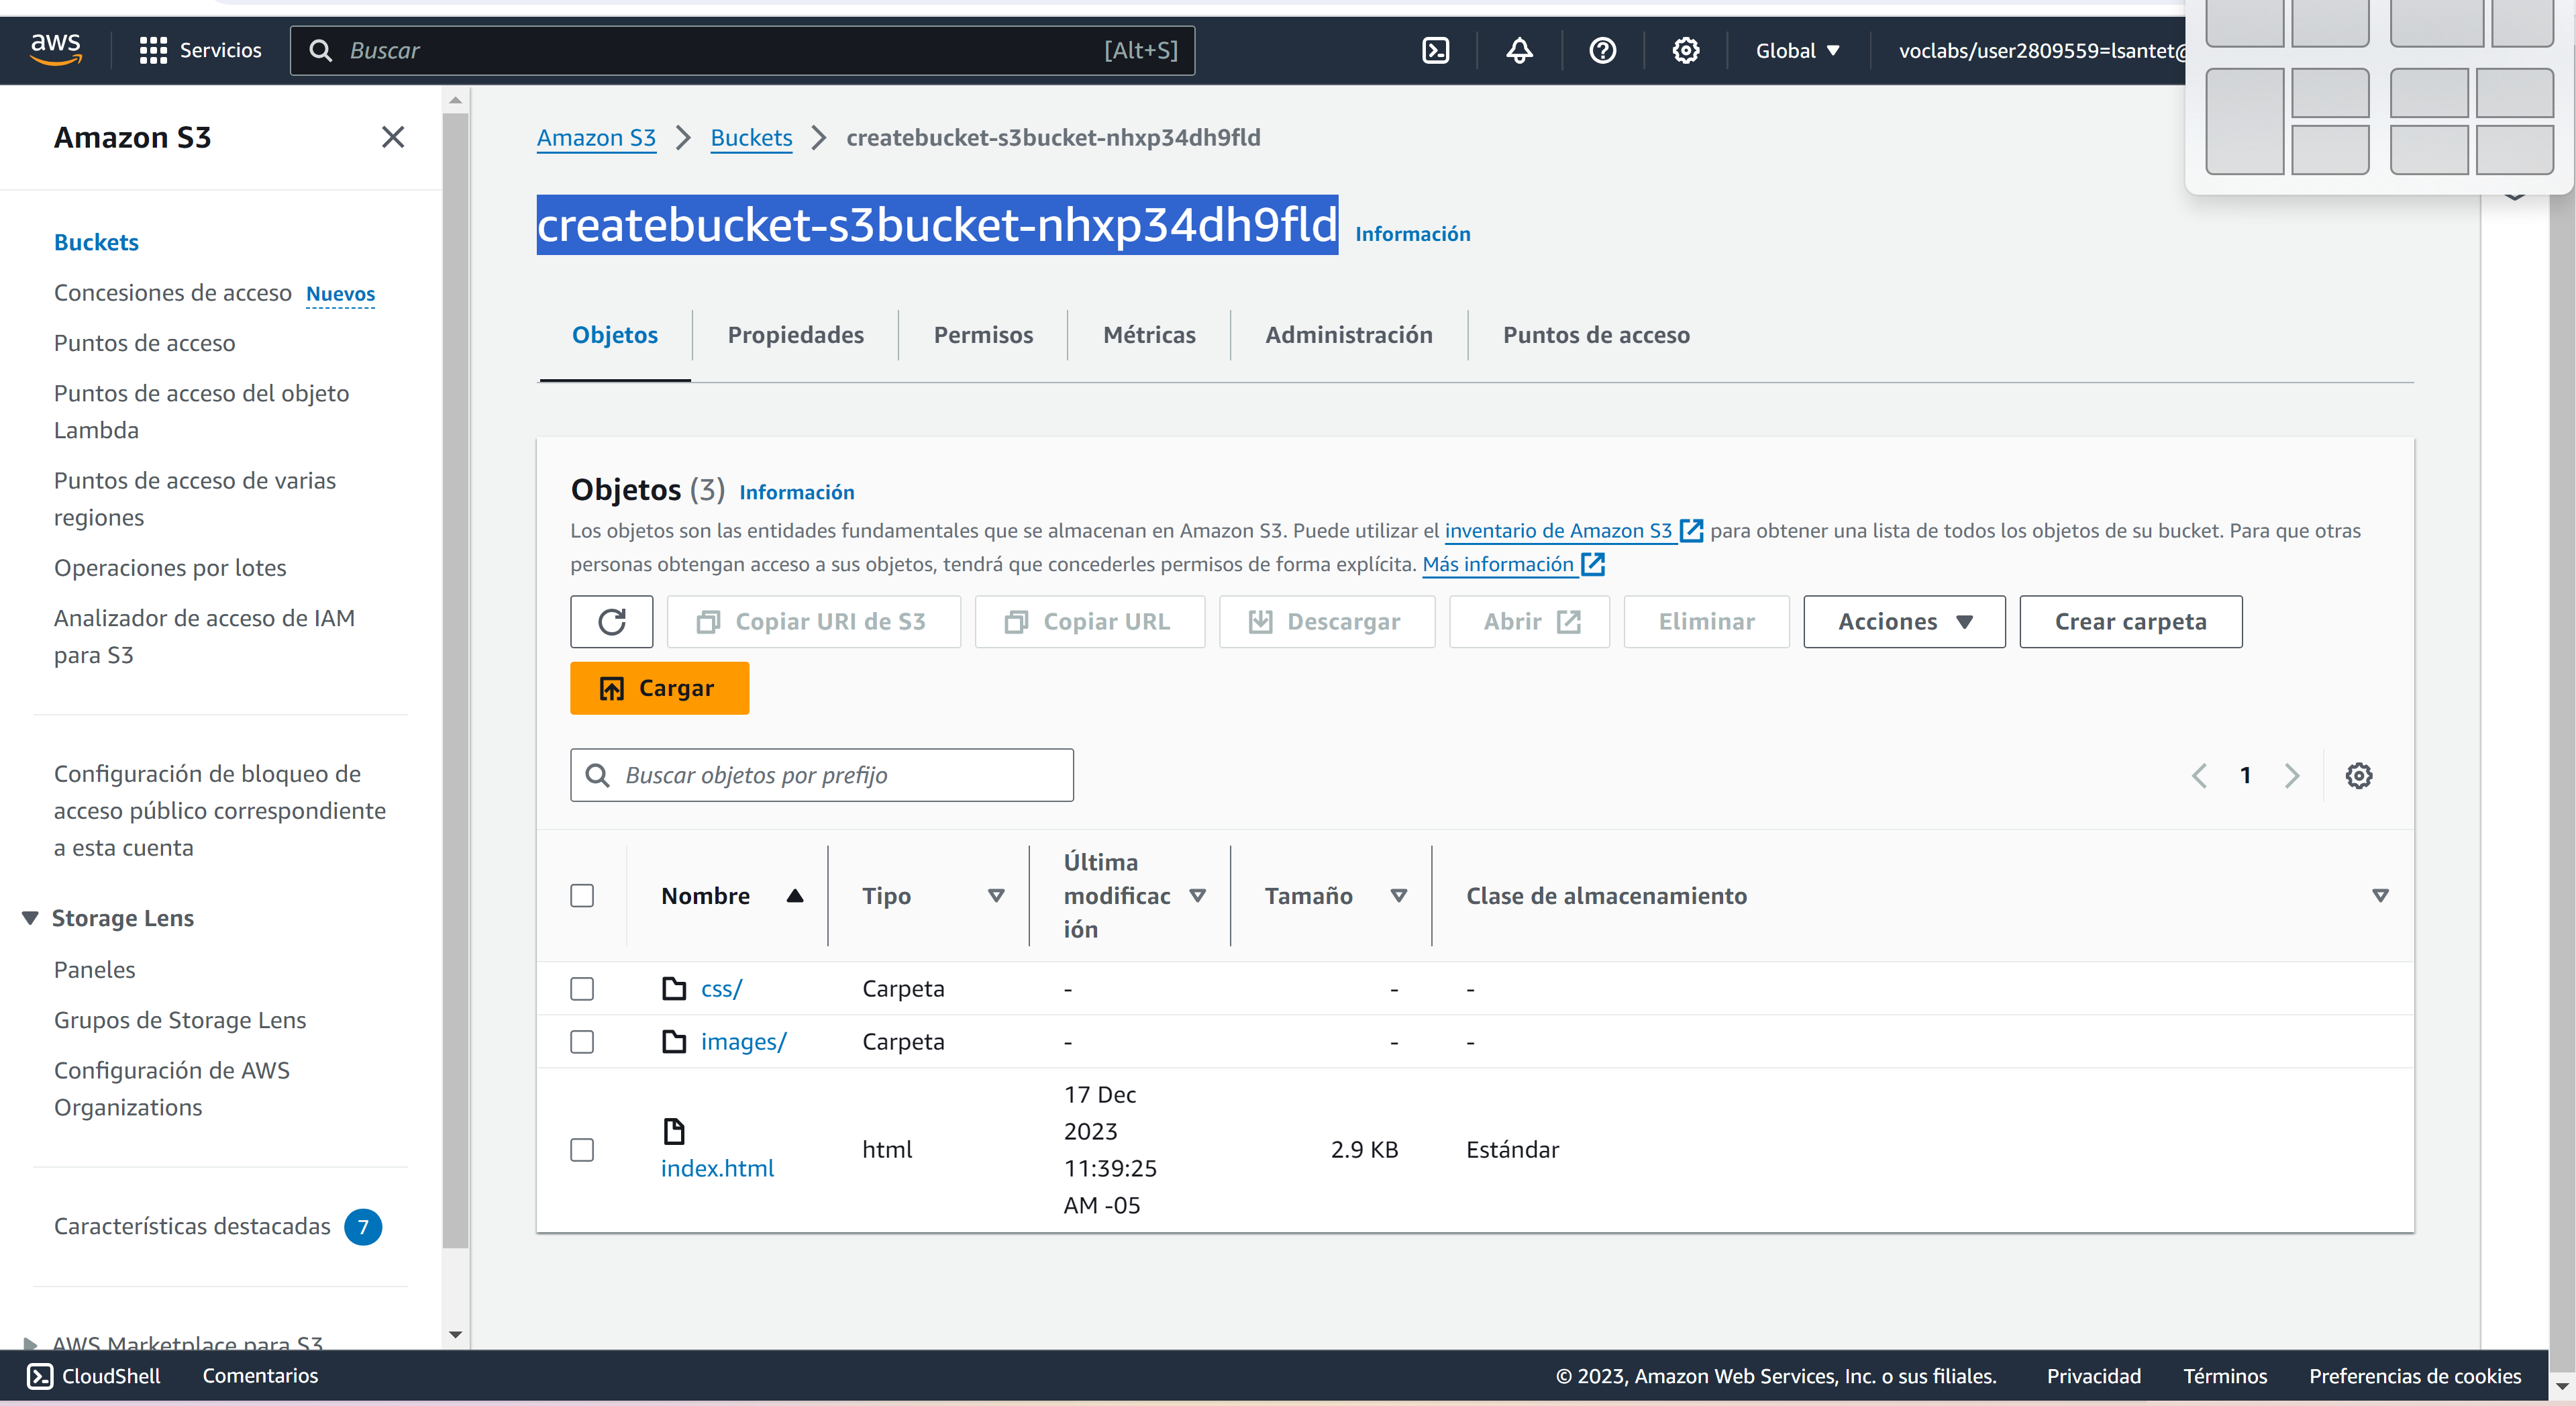 aws
Servicios
Buscar
[Alt+S]
Global
voclabs/user2809559=lsantet@
Amazon S3
Buckets
Concesiones de acceso Nuevos
Puntos de acceso
Puntos de acceso del objeto
Lambda
Puntos de acceso de varias
regiones
Operaciones por lotes
Analizador de acceso de IAM
para S3
Configuración de bloqueo de
acceso público correspondiente
a esta cuenta
Storage Lens
Paneles
Grupos de Storage Lens
Configuración de AWS
Organizations
Características destacadas 7
AWS Marketplace para S3
Amazon S3 > Buckets > createbucket-s3bucket-nhxp34dh9fld
createbucket-s3bucket-nhxp34dh9fld Información
Objetos
Propiedades
Permisos
Métricas
Administración
Puntos de acceso
Objetos (3) Información
Los objetos son las entidades fundamentales que se almacenan en Amazon S3. Puede utilizar el inventario de Amazon S3 para obtener una lista de todos los objetos de su bucket. Para que otras
personas obtengan acceso a sus objetos, tendrá que concederles permisos de forma explícita. Más información
Copiar URI de S3
Copiar URL
Descargar
Abrir
Eliminar
Acciones
Crear carpeta
Cargar
Buscar objetos por prefijo
1
Nombre
Tipo
Última
modificac
ión
Tamaño
Clase de almacenamiento
css/ Carpeta - - -
images/ Carpeta - - -
index.html
html
17 Dec
2023
11:39:25
AM -05
2.9 KB
Estándar
CloudShell
Comentarios
© 2023, Amazon Web Services, Inc. o sus filiales.
Privacidad
Términos
Preferencias de cookies